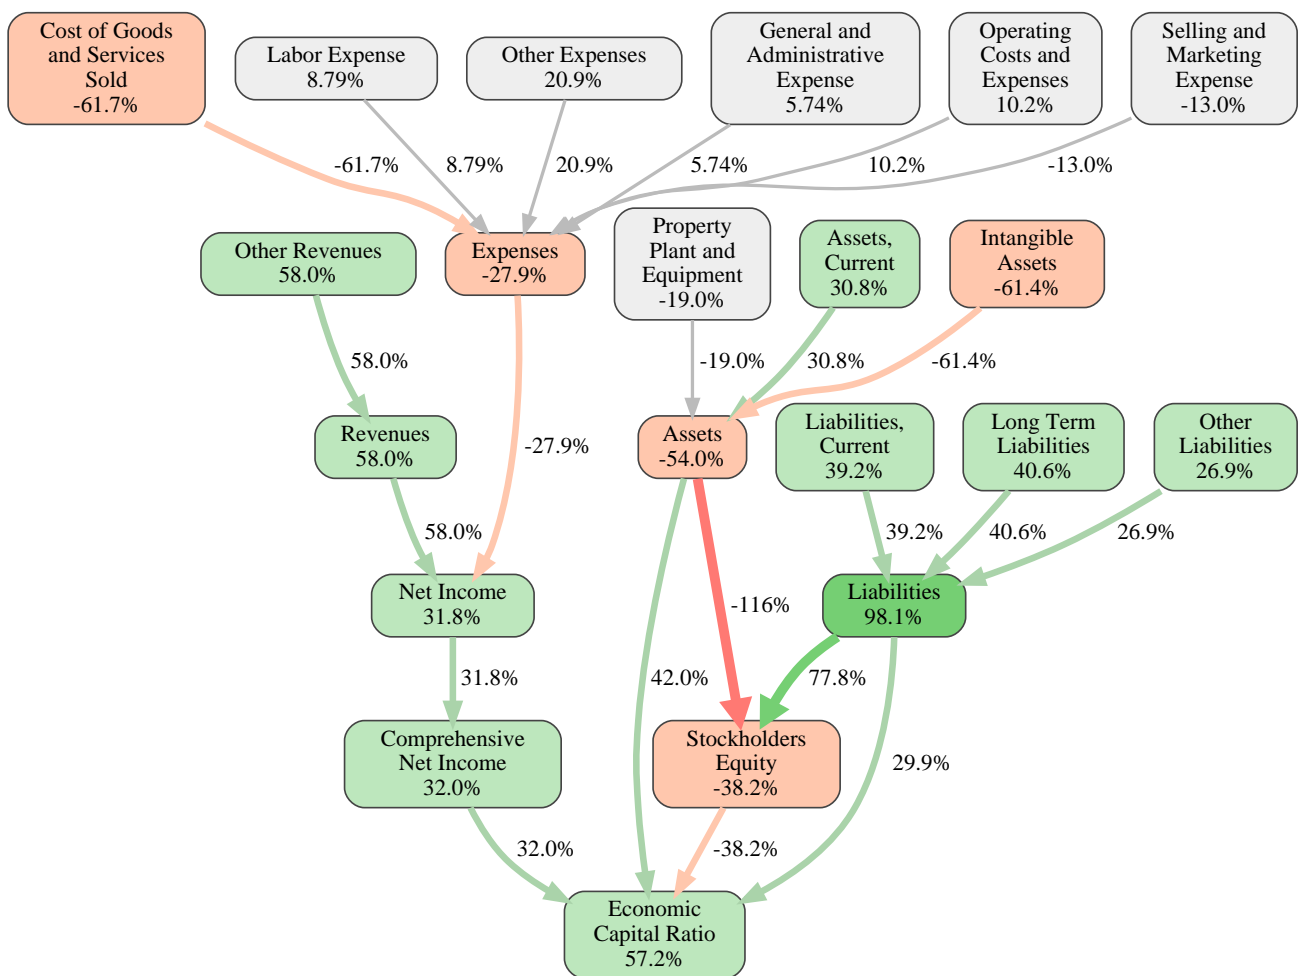 Cost of Goods
and Services
Sold
-61.7%
Labor Expense
8.79%
Other Expenses
20.9%
General and
Administrative
Expense
5.74%
Operating
Costs and
Expenses
10.2%
Selling and
Marketing
Expense
-13.0%
-61.7%
8.79%
20.9%
5.74%
10.2%
-13.0%
Other Revenues
58.0%
Expenses
-27.9%
Property
Plant and
Equipment
-19.0%
Assets,
Current
30.8%
Intangible
Assets
-61.4%
58.0%
-19.0%
30.8%
-61.4%
Revenues
58.0%
-27.9%
Assets
-54.0%
Liabilities,
Current
39.2%
Long Term
Liabilities
40.6%
Other
Liabilities
26.9%
58.0%
39.2%
40.6%
26.9%
Net Income
31.8%
-116%
Liabilities
98.1%
31.8%
42.0%
77.8%
Comprehensive
Net Income
32.0%
Stockholders
Equity
-38.2%
29.9%
32.0%
-38.2%
Economic
Capital Ratio
57.2%